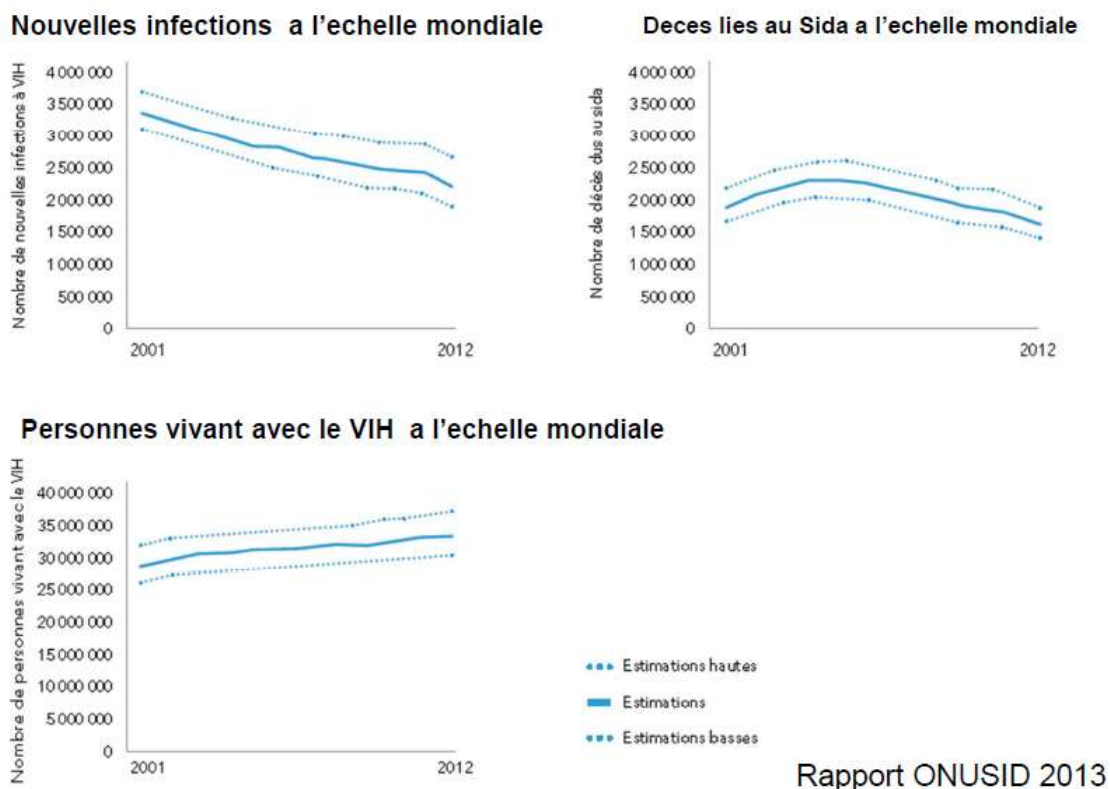 Nouvelles infections a l'echelle mondiale
Nombre de nouvelles infections à VIH
4 000 000
3 500 000
3 000 000
2 500 000
2 000 000
1 500 000
1 000 000
500 000
0
2001
2012
Deces lies au Sida a l'echelle mondiale
Nombre de décès dus au sida
4 000 000
3 500 000
3 000 000
2 500 000
2 000 000
1 500 000
1 000 000
500 000
0
2001
2012
Personnes vivant avec le VIH a l'echelle mondiale
Nombre de personnes vivant avec le VIH
40 000 000
35 000 000
30 000 000
25 000 000
20 000 000
15 000 000
10 000 000
5 000 000
0
2001
2012
Estimations hautes
Estimations
Estimations basses
Rapport ONUSID 2013